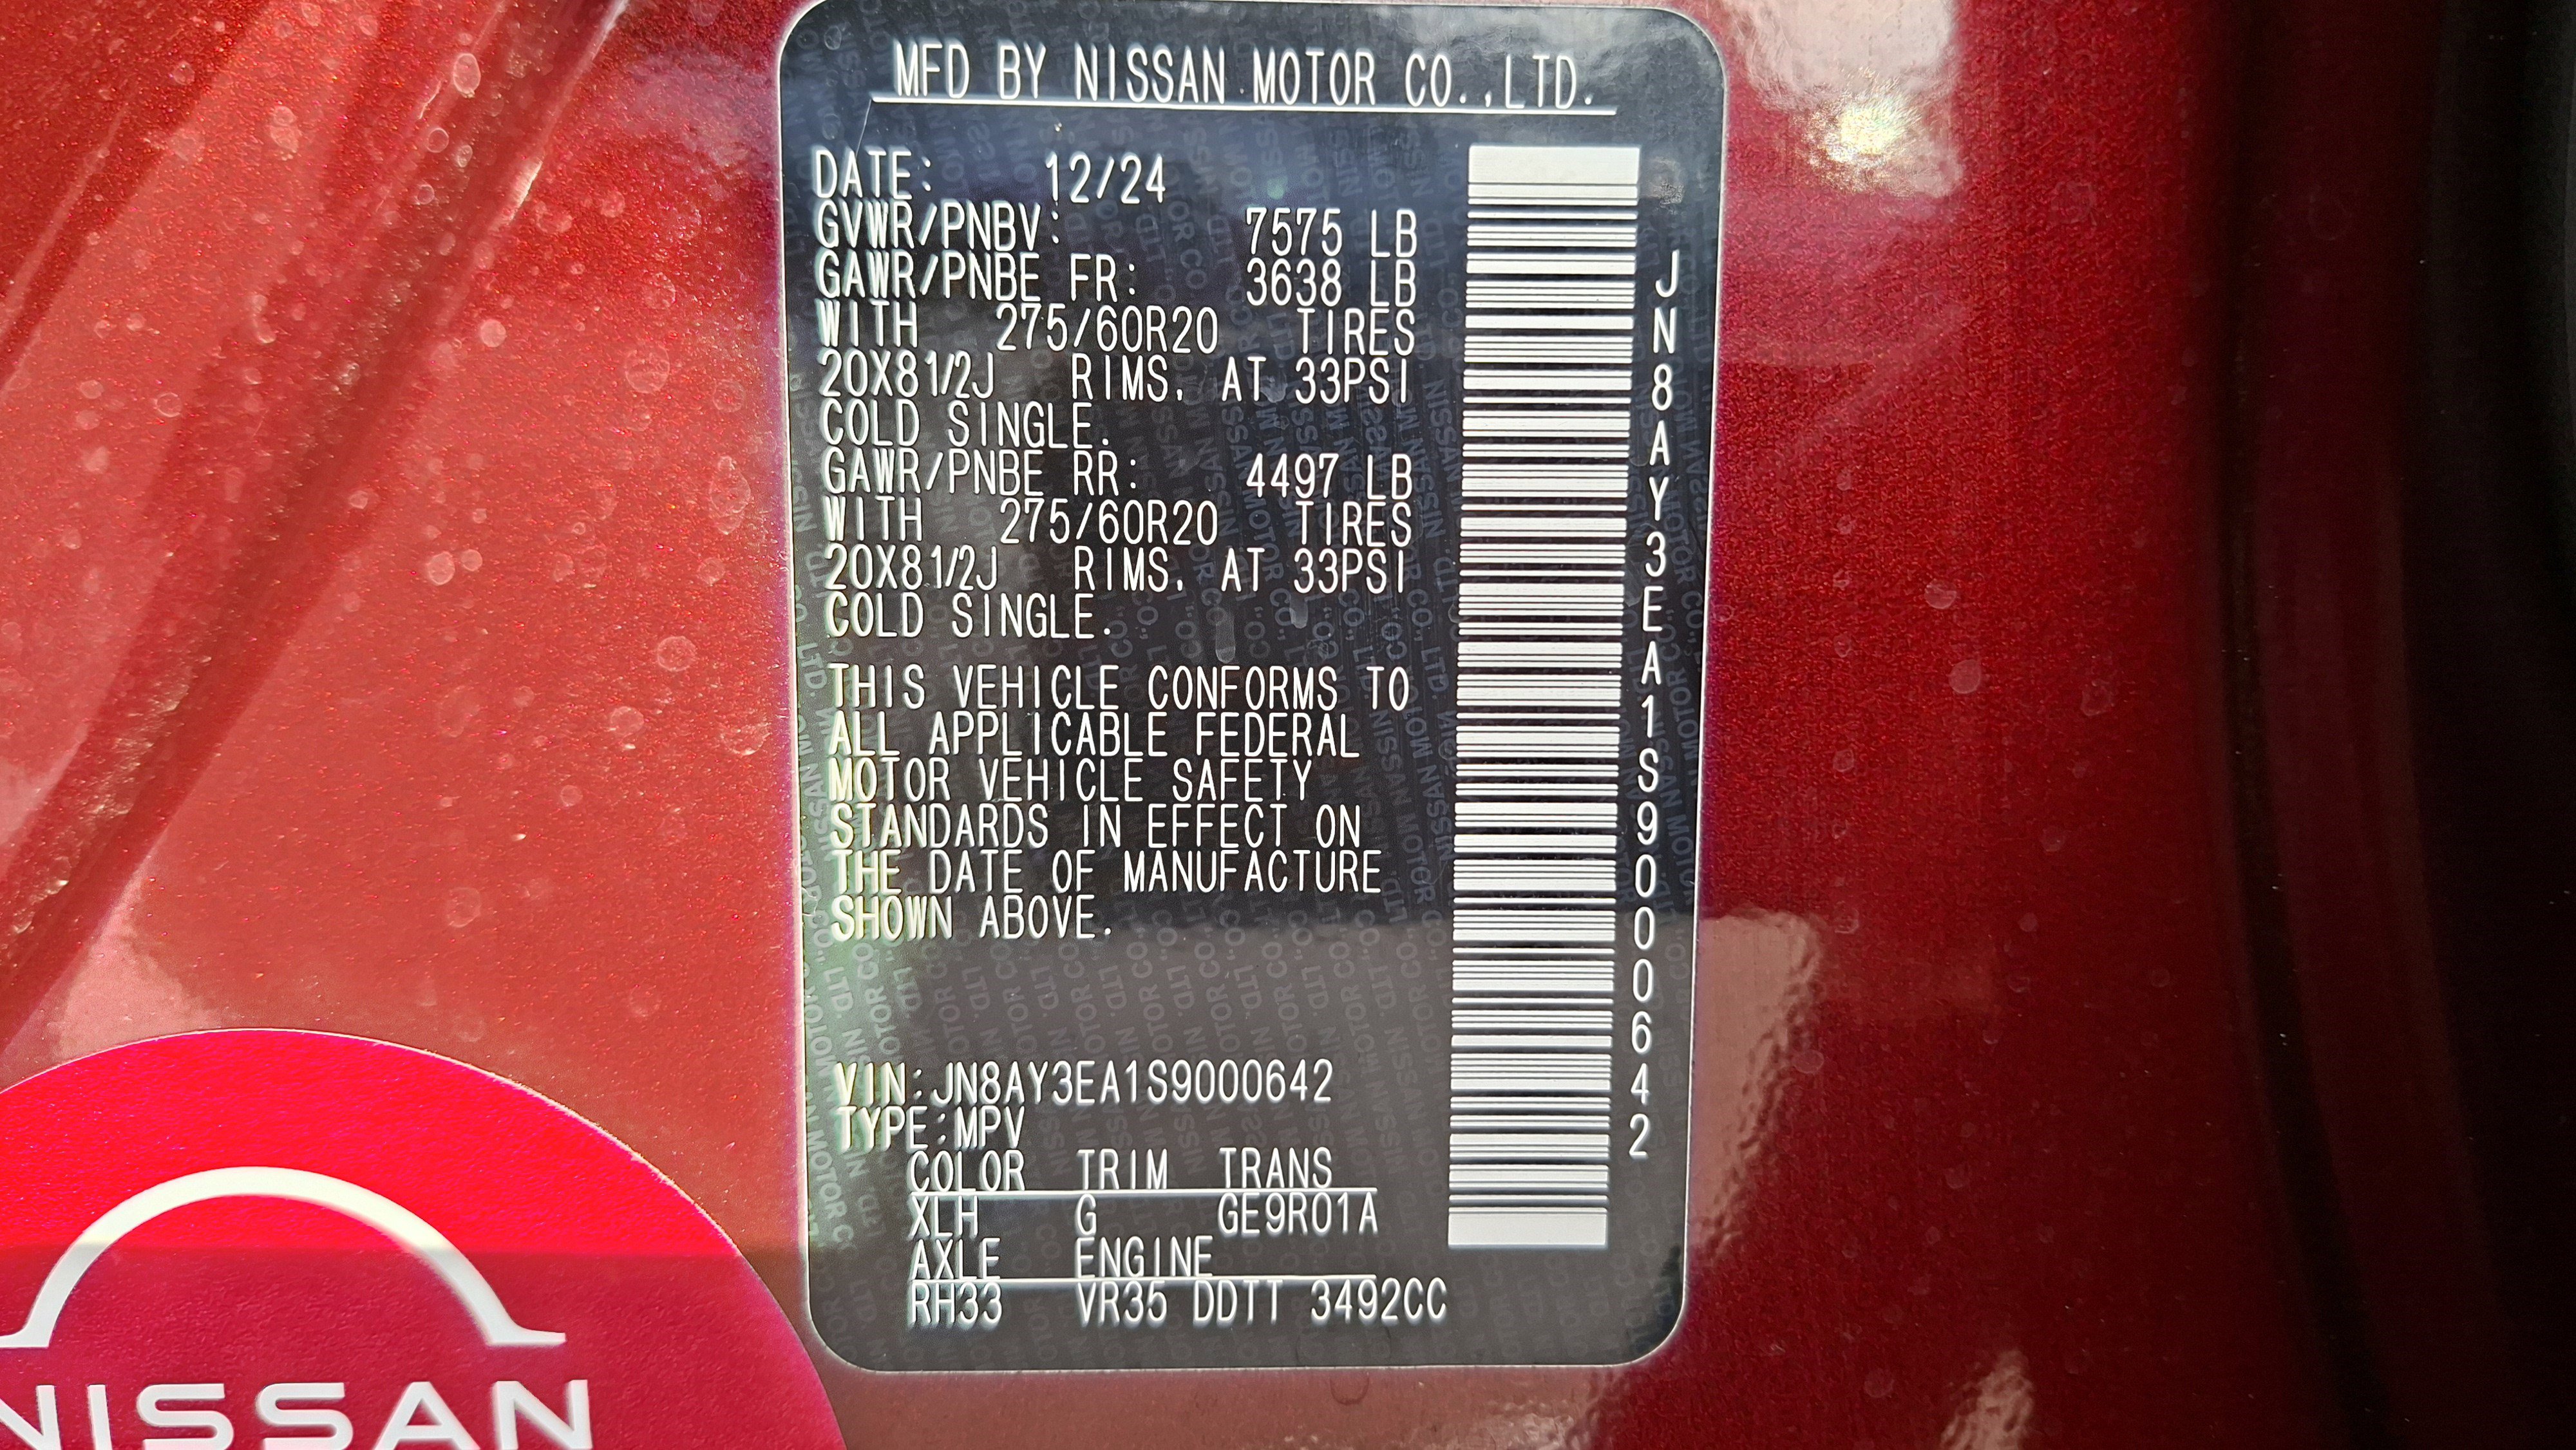 MFD BY NISSAN MOTOR CO.,LTD.
DATE: 12/24
GVWR/PNBV: 7575 LB
GAWR/PNBE FR: 3638 LB
WITH 275/60R20 TIRES
20X81/2J RIMS, AT 33PSI
COLD SINGLE.
GAWR/PNBE RR: 4497 LB
WITH 275/60R20 TIRES
20X81/2J RIMS, AT 33PSI
COLD SINGLE.
THIS VEHICLE CONFORMS TO
ALL APPLICABLE FEDERAL
MOTOR VEHICLE SAFETY
STANDARDS IN EFFECT ON
THE DATE OF MANUFACTURE
SHOWN ABOVE.
VIN:JN8AY3EA1S9000642
TYPE:MPV
COLOR TRIM TRANS
XLH G GE9R01A
AXLE ENGINE
RH33 VR35 DDTT 3492CC
JN8AY3EA1S9000642
NISSAN